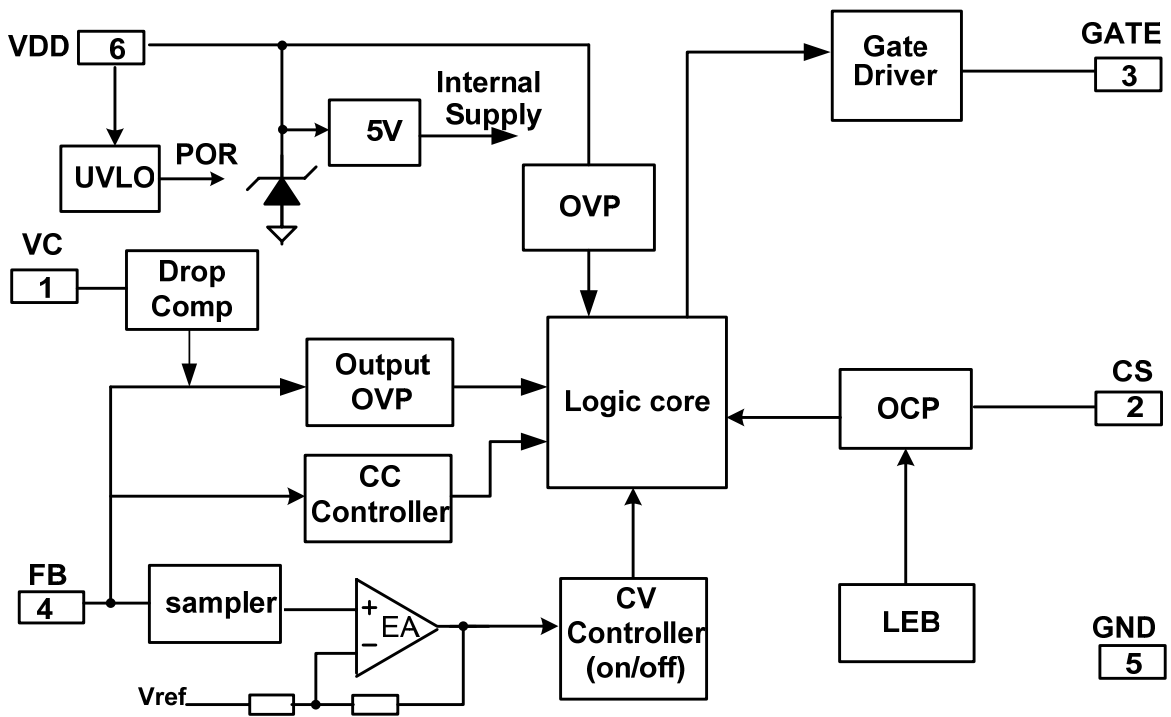 VDD
6
UVLO
POR
5V
Internal
Supply
OVP
Gate
Driver
GATE
3
VC
1
Drop
Comp
Output
OVP
Logic core
OCP
CS
2
CC
Controller
FB
4
sampler
+
EA
−
Vref
CV
Controller
(on/off)
LEB
GND
5